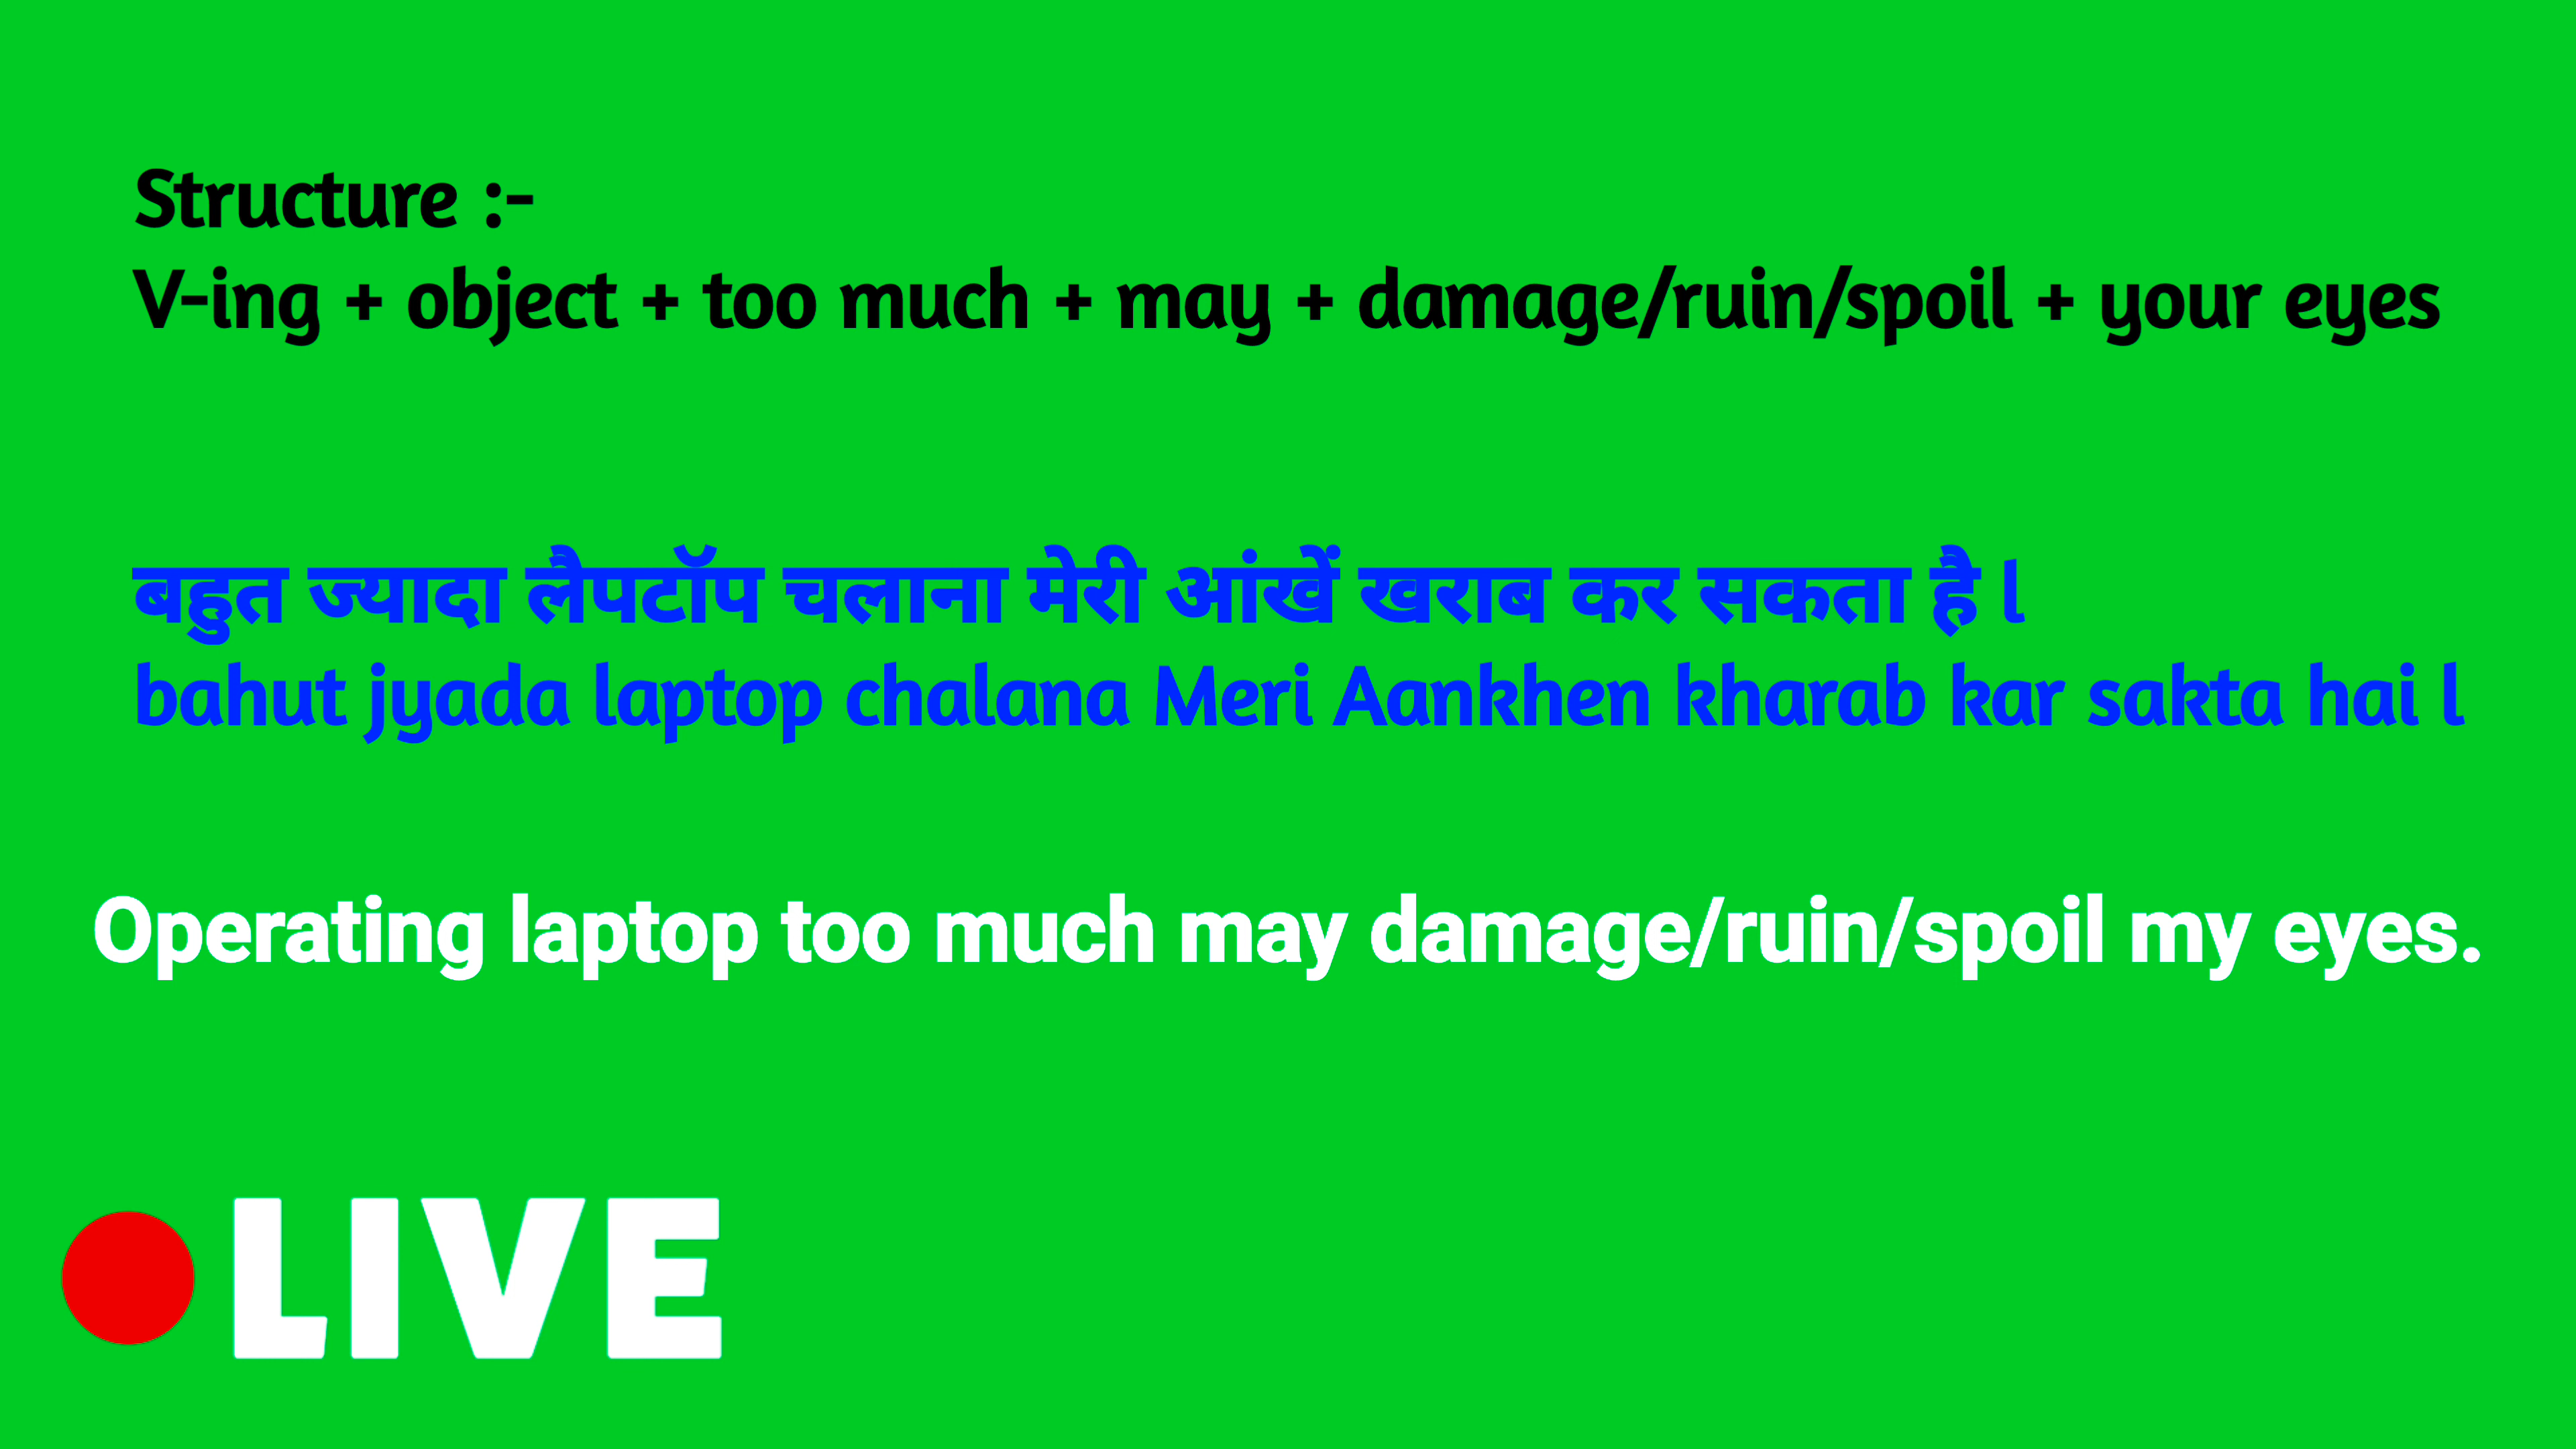 Structure :-
V-ing + object + too much + may + damage/ruin/spoil + your eyes
बहुत ज्यादा लैपटॉप चलाना मेरी आंखें खराब कर सकता है l
bahut jyada laptop chalana Meri Aankhen kharab kar sakta hai l
Operating laptop too much may damage/ruin/spoil my eyes.
LIVE